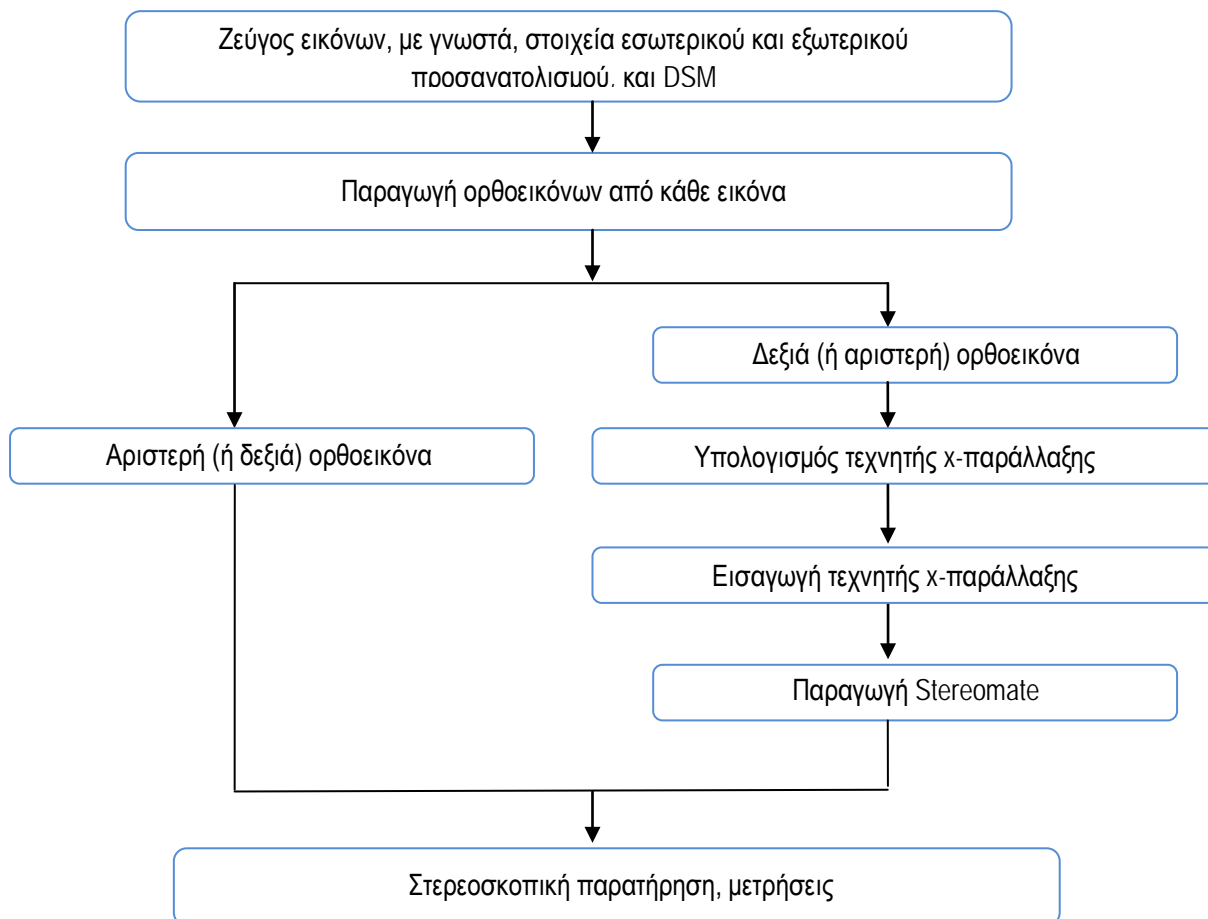 Ζεύγος εικόνων, με γνωστά, στοιχεία εσωτερικού και εξωτερικού
προσανατολισμού, και DSM
Παραγωγή ορθοεικόνων από κάθε εικόνα
Δεξιά (ή αριστερή) ορθοεικόνα
Αριστερή (ή δεξιά) ορθοεικόνα
Υπολογισμός τεχνητής x-παράλλαξης
Εισαγωγή τεχνητής x-παράλλαξης
Παραγωγή Stereomate
Στερεοσκοπική παρατήρηση, μετρήσεις